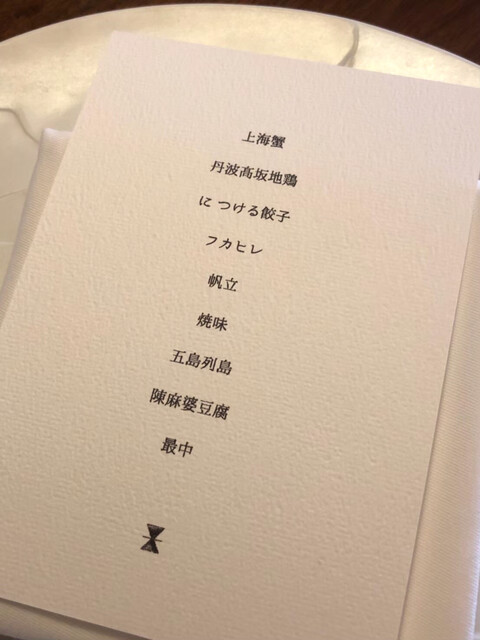 上海蟹
丹波高坂地鶏
に つける餃子
フカヒレ
帆立
焼味
五島列島
陳麻婆豆腐
最中